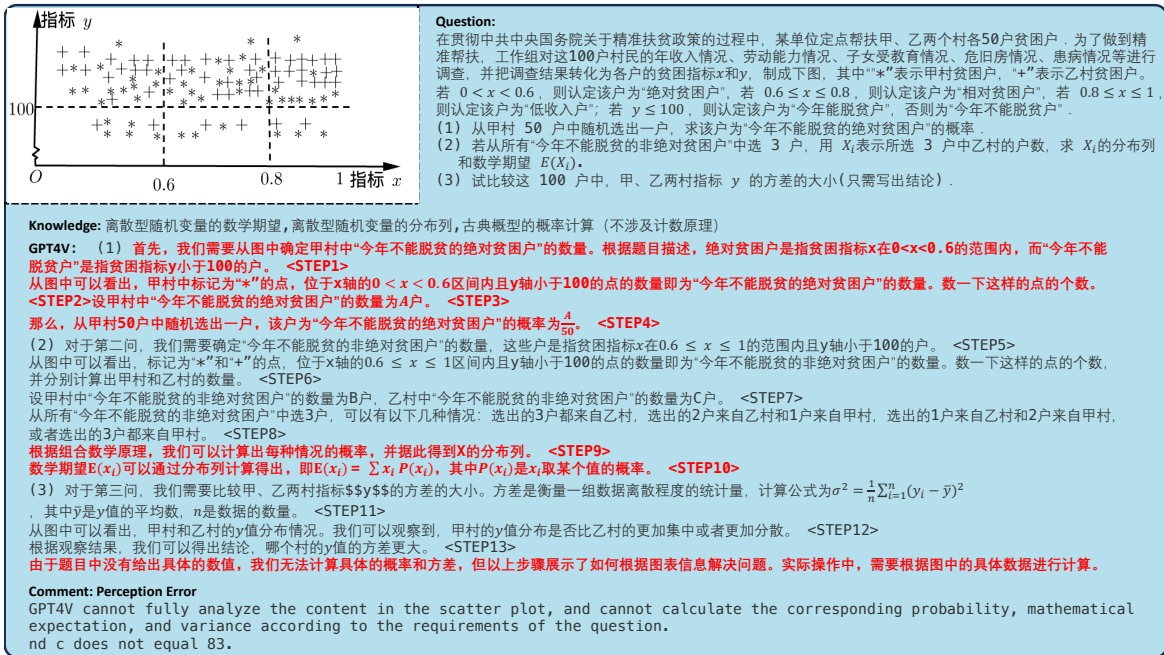 指标 y
100
O
0.6
0.8
1
指标 x
Question:
在贯彻中共中央国务院关于精准扶贫政策的过程中，某单位定点帮扶甲、乙两个村各50户贫困户．为了做到精
准帮扶，工作组对这100户村民的年收入情况、劳动能力情况、子女受教育情况、危旧房情况、患病情况等进行
调查，并把调查结果转化为各户的贫困指标x和y，制成下图，其中“*”表示甲村贫困户，“+”表示乙村贫困户．
若 0 < x < 0.6，则认定该户为“绝对贫困户”，若 0.6 ≤ x ≤ 0.8，则认定该户为“相对贫困户”，若 0.8 ≤ x ≤ 1，
则认定该户为“低收入户”；若 y ≤ 100，则认定该户为“今年能脱贫户”，否则为“今年不能脱贫户”．
(1) 从甲村 50 户中随机选出一户，求该户为“今年不能脱贫的绝对贫困户”的概率．
(2) 若从所有“今年不能脱贫的非绝对贫困户”中选 3 户，用 X_i表示所选 3 户中乙村的户数，求 X_i的分布列
和数学期望 E(X_i).
(3) 试比较这 100 户中，甲、乙两村指标 y 的方差的大小(只需写出结论)．
Knowledge: 离散型随机变量的数学期望,离散型随机变量的分布列,古典概型的概率计算（不涉及计数原理）
GPT4V: (1) 首先，我们需要从图中确定甲村中“今年不能脱贫的绝对贫困户”的数量。根据题目描述，绝对贫困户是指贫困指标x在0<x<0.6的范围内，而“今年不能
脱贫户”是指贫困指标y小于100的户。 <STEP1>
从图中可以看出，甲村中标记为“*”的点，位于x轴的0 < x < 0.6区间内且y轴小于100的点的数量即为“今年不能脱贫的绝对贫困户”的数量。数一下这样的点的个数。
<STEP2>设甲村中“今年不能脱贫的绝对贫困户”的数量为A户。 <STEP3>
那么，从甲村50户中随机选出一户，该户为“今年不能脱贫的绝对贫困户”的概率为A/50。 <STEP4>
(2) 对于第二问，我们需要确定“今年不能脱贫的非绝对贫困户”的数量，这些户是指贫困指标x在0.6 ≤ x ≤ 1的范围内且y轴小于100的户。 <STEP5>
从图中可以看出，标记为“*”和“+”的点，位于x轴的0.6 ≤ x ≤ 1区间内且y轴小于100的点的数量即为“今年不能脱贫的非绝对贫困户”的数量。数一下这样的点的个数，
并分别计算出甲村和乙村的数量。 <STEP6>
设甲村中“今年不能脱贫的非绝对贫困户”的数量为B户，乙村中“今年不能脱贫的非绝对贫困户”的数量为C户。 <STEP7>
从所有“今年不能脱贫的非绝对贫困户”中选3户，可以有以下几种情况：选出的3户都来自乙村，选出的2户来自乙村和1户来自甲村，选出的1户来自乙村和2户来自甲村，
或者选出的3户都来自甲村。 <STEP8>
根据组合数学原理，我们可以计算出每种情况的概率，并据此得到X的分布列。 <STEP9>
数学期望E(x_i)可以通过分布列计算得出，即E(x_i) = ∑ x_i P(x_i)，其中P(x_i)是x_i取某个值的概率。 <STEP10>
(3) 对于第三问，我们需要比较甲、乙两村指标$$y$$的方差的大小。方差是衡量一组数据离散程度的统计量，计算公式为σ² = 1/n ∑ⁿᵢ₌₁(y_i − ȳ)²
，其中ȳ是y值的平均数，n是数据的数量。 <STEP11>
从图中可以看出，甲村和乙村的y值分布情况。我们可以观察到，甲村的y值分布是否比乙村的更加集中或者更加分散。 <STEP12>
根据观察结果，我们可以得出结论，哪个村的y值的方差更大。 <STEP13>
由于题目中没有给出具体的数值，我们无法计算具体的概率和方差，但以上步骤展示了如何根据图表信息解决问题。实际操作中，需要根据图中的具体数据进行计算。
Comment: Perception Error
GPT4V cannot fully analyze the content in the scatter plot, and cannot calculate the corresponding probability, mathematical
expectation, and variance according to the requirements of the question.
nd c does not equal 83.